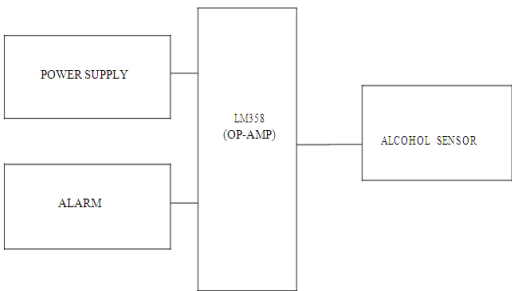 POWER SUPPLY
LM358
(OP-AMP)
ALCOHOL SENSOR
ALARM